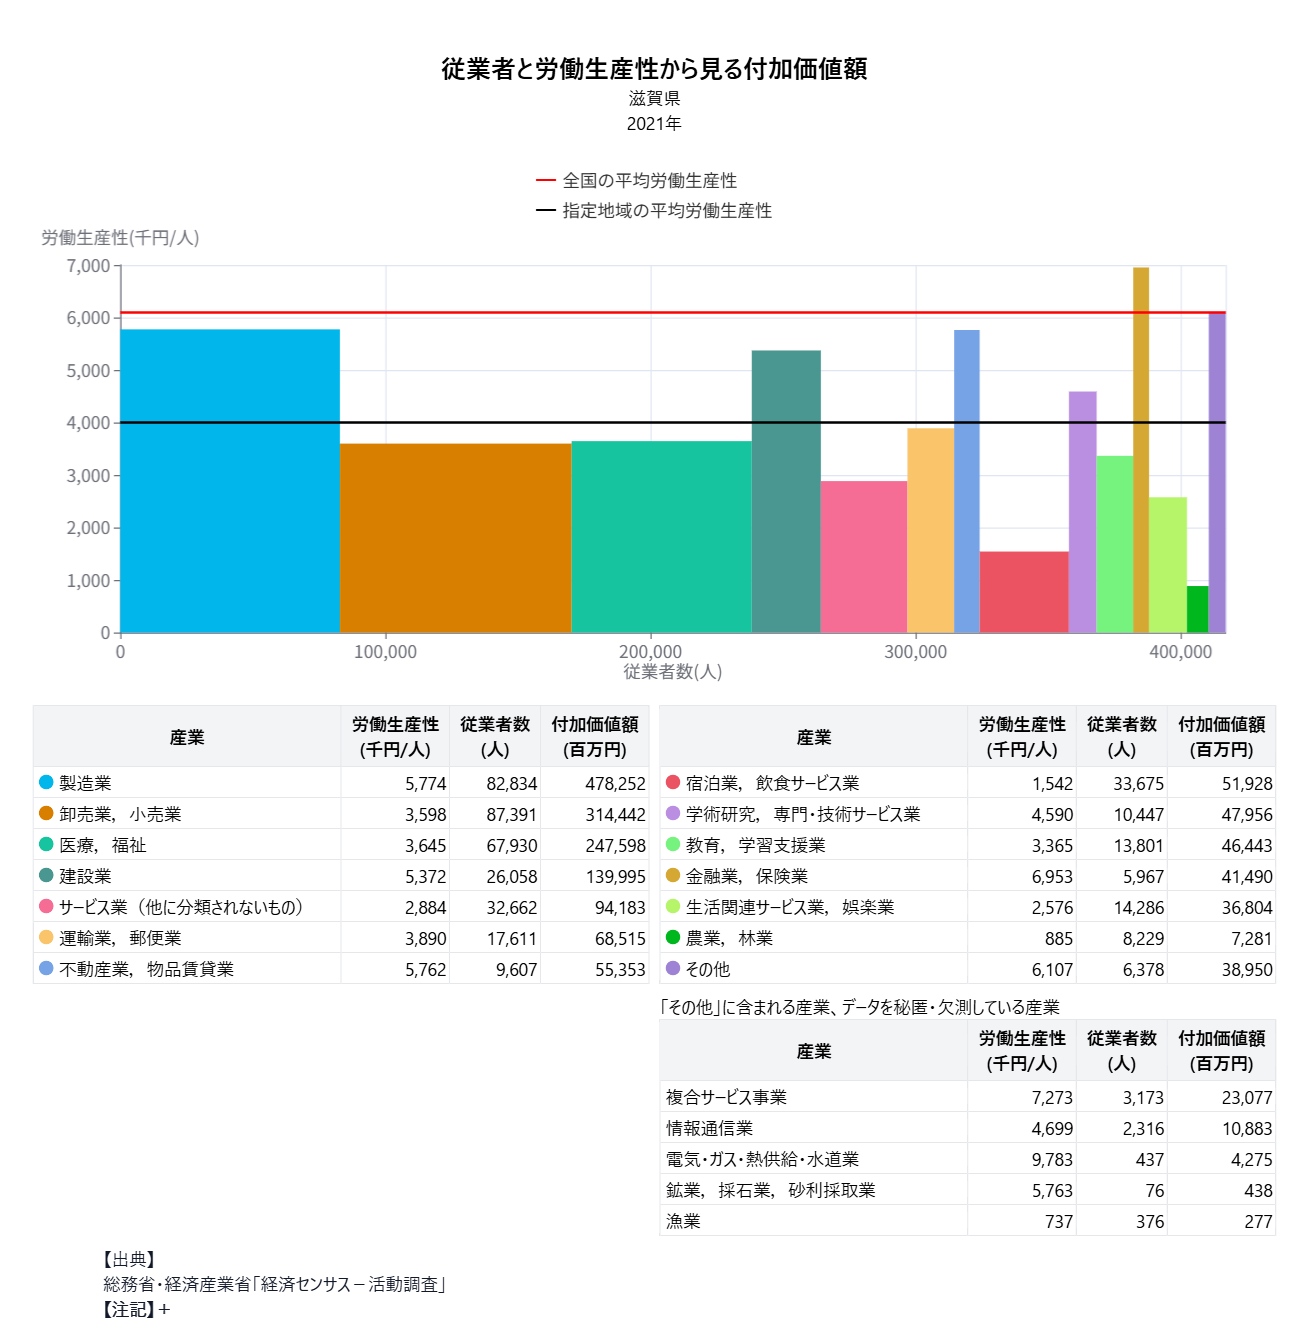 従業者と労働生産性から見る付加価値額
滋賀県
2021年
全国の平均労働生産性
指定地域の平均労働生産性
労働生産性(千円/人)
7,000
6,000
5,000
4,000
3,000
2,000
1,000
0
0 100,000 200,000 300,000 400,000
従業者数(人)
産業 労働生産性(千円/人) 従業者数(人) 付加価値額(百万円)
製造業 5,774 82,834 478,252
卸売業，小売業 3,598 87,391 314,442
医療，福祉 3,645 67,930 247,598
建設業 5,372 26,058 139,995
サービス業（他に分類されないもの） 2,884 32,662 94,183
運輸業，郵便業 3,890 17,611 68,515
不動産業，物品賃貸業 5,762 9,607 55,353
産業 労働生産性(千円/人) 従業者数(人) 付加価値額(百万円)
宿泊業，飲食サービス業 1,542 33,675 51,928
学術研究，専門・技術サービス業 4,590 10,447 47,956
教育，学習支援業 3,365 13,801 46,443
金融業，保険業 6,953 5,967 41,490
生活関連サービス業，娯楽業 2,576 14,286 36,804
農業，林業 885 8,229 7,281
その他 6,107 6,378 38,950
「その他」に含まれる産業、データを秘匿・欠測している産業
産業 労働生産性(千円/人) 従業者数(人) 付加価値額(百万円)
複合サービス事業 7,273 3,173 23,077
情報通信業 4,699 2,316 10,883
電気・ガス・熱供給・水道業 9,783 437 4,275
鉱業，採石業，砂利採取業 5,763 76 438
漁業 737 376 277
【出典】
総務省・経済産業省「経済センサス－活動調査」
【注記】＋